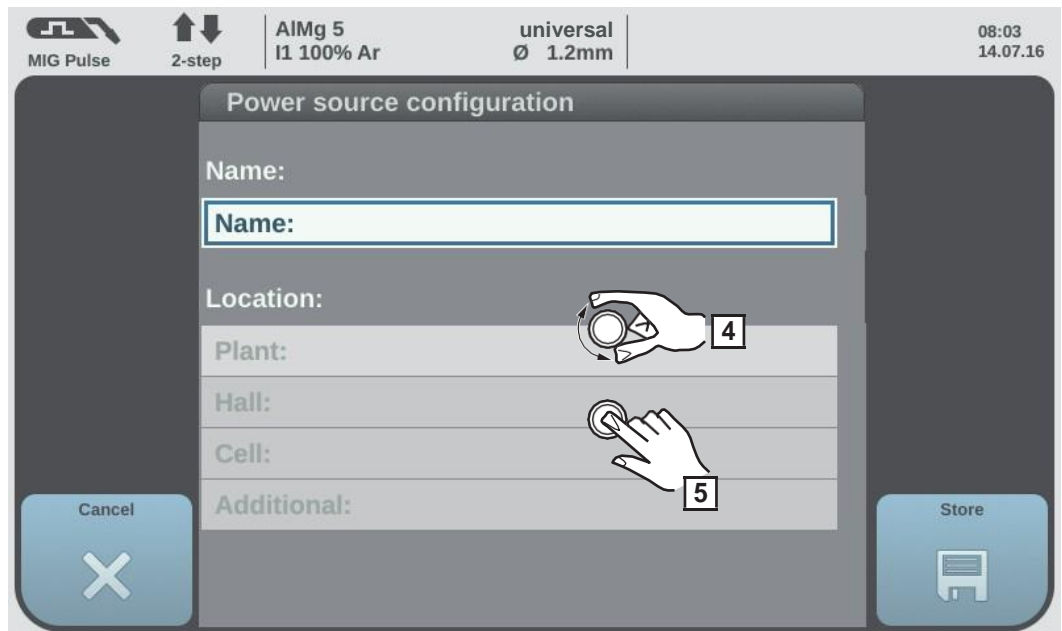 MIG Pulse
2-step
AlMg 5
I1 100% Ar
universal
Ø 1.2mm
08:03
14.07.16
Power source configuration
Name:
Name:
Location:
Plant:
4
Hall:
Cell:
5
Additional:
Cancel
Store